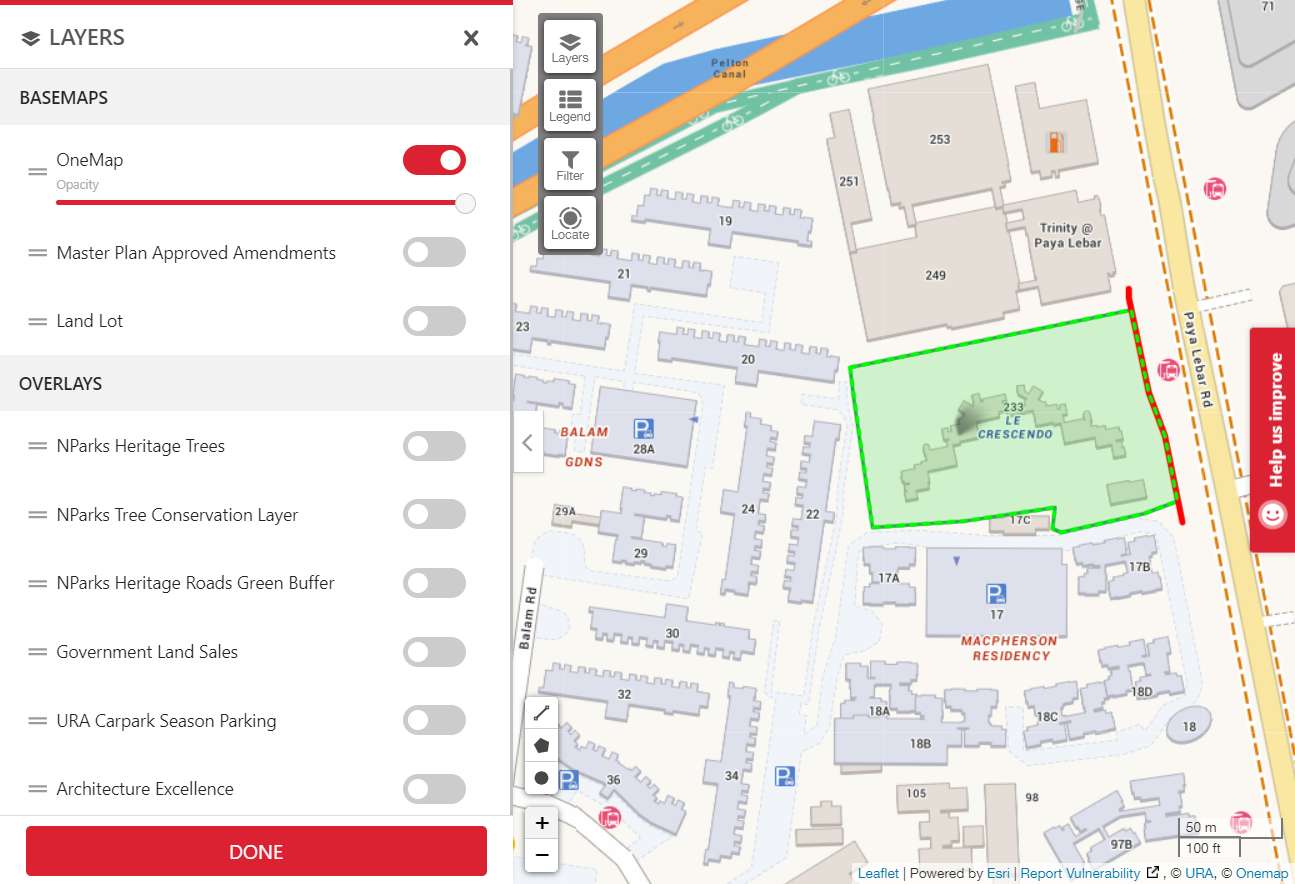 LAYERS
BASEMAPS
OneMap
Opacity
Master Plan Approved Amendments
Land Lot
OVERLAYS
NParks Heritage Trees
NParks Tree Conservation Layer
NParks Heritage Roads Green Buffer
Government Land Sales
URA Carpark Season Parking
Architecture Excellence
DONE
Layers
Legend
Filter
Locate
Pelton
Canal
71
253
251
Trinity @
Paya Lebar
249
19
21
23
20
Paya Lebar Rd
233
LE
CRESCENDO
BALAM
GDNS
P
28A
24
22
29A
29
17C
17A
P
17
17B
MACPHERSON
RESIDENCY
Balam Rd
30
32
18A
18B
18C
18D
18
P
36
34
P
105
98
97B
Help us improve
+
−
50 m
100 ft
Leaflet | Powered by Esri | Report Vulnerability , © URA, © Onemap